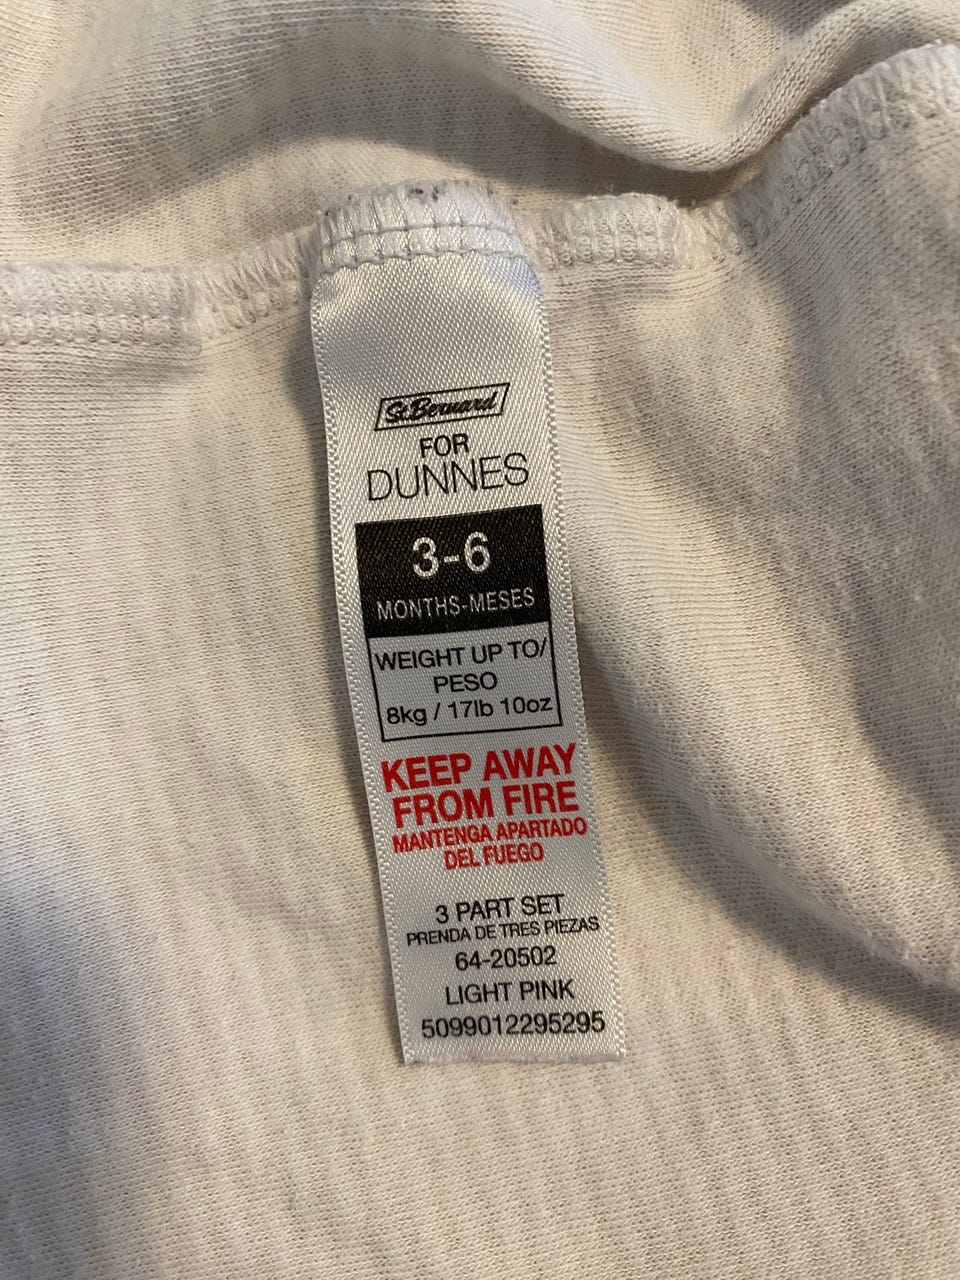 St.Bernard
FOR
DUNNES
3-6
MONTHS-MESES
WEIGHT UP TO/
PESO
8kg / 17lb 10oz
KEEP AWAY
FROM FIRE
MANTENGA APARTADO
DEL FUEGO
3 PART SET
PRENDA DE TRES PIEZAS
64-20502
LIGHT PINK
5099012295295